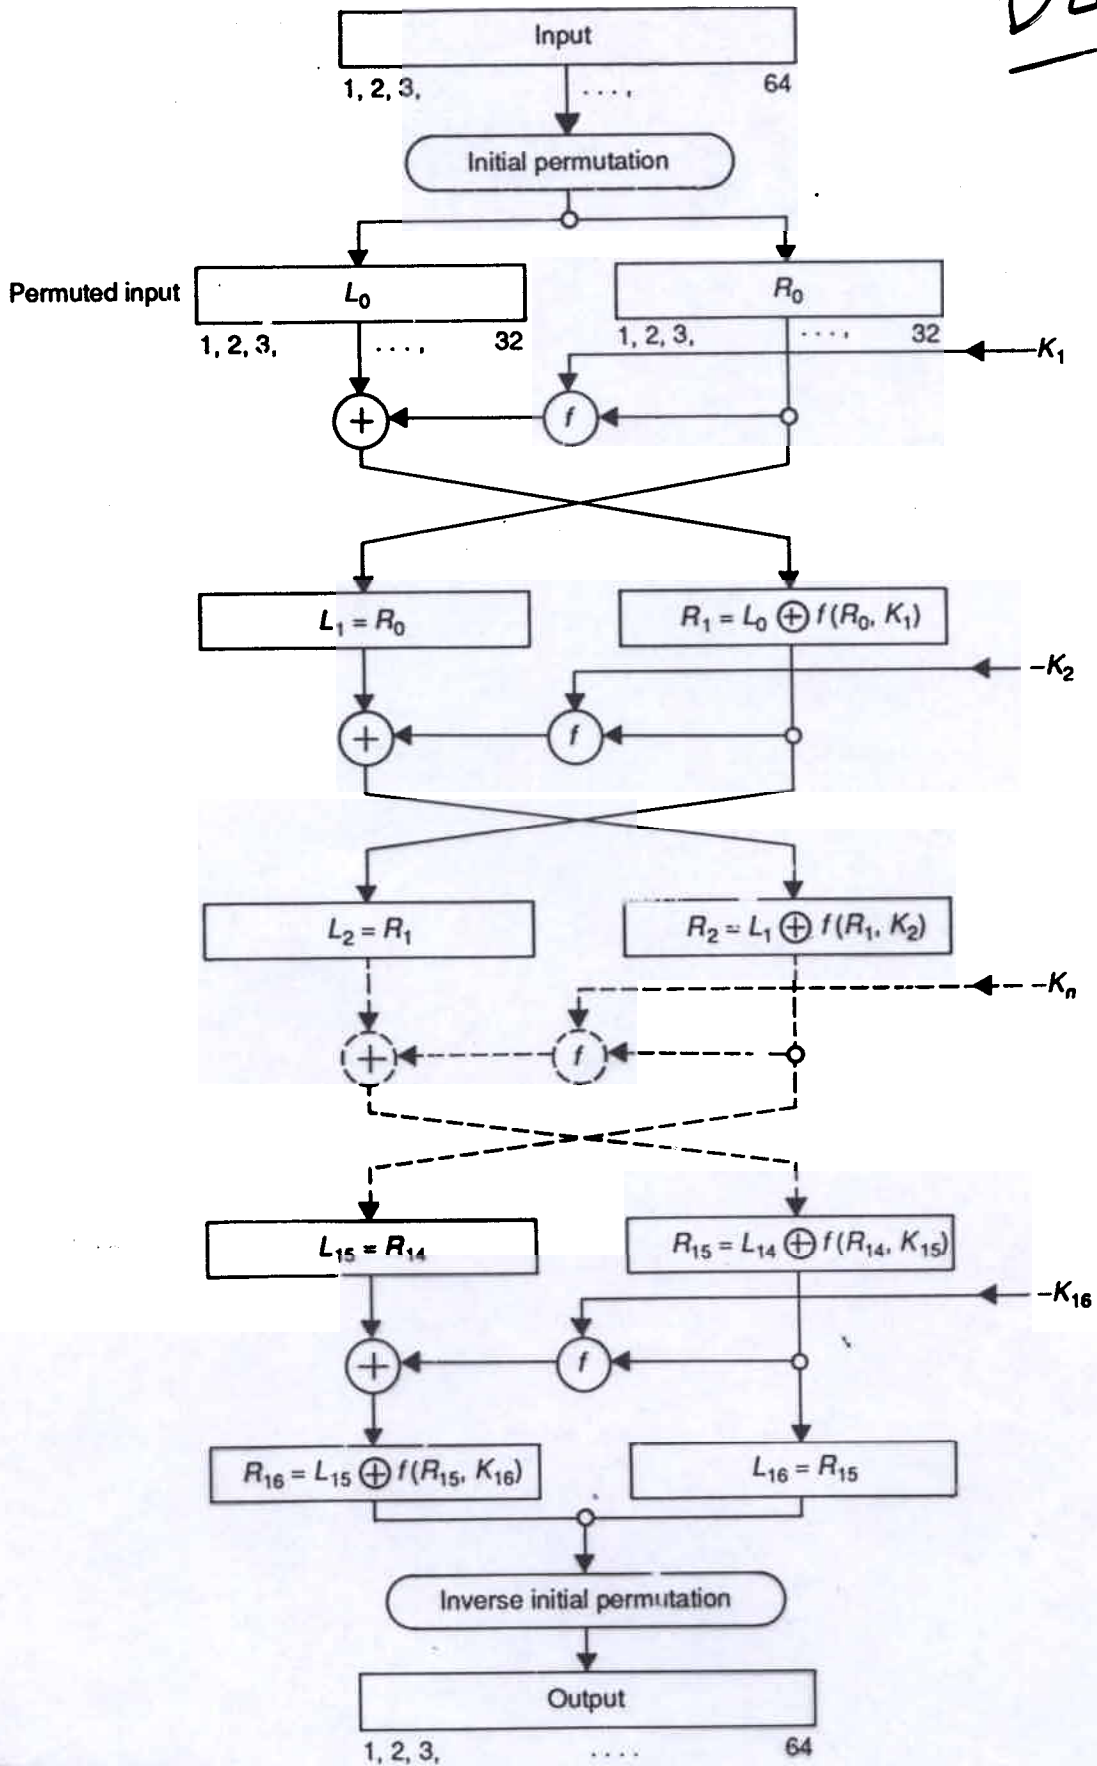 Input
1, 2, 3, . . . , 64
Initial permutation
Permuted input L₀ R₀
1, 2, 3, . . . , 32 1, 2, 3, . . . , 32
K₁
+ f
L₁ = R₀ R₁ = L₀ ⊕ f(R₀, K₁)
-K₂
+ f
L₂ = R₁ R₂ = L₁ ⊕ f(R₁, K₂)
-Kₙ
+ f
L₁₅ = R₁₄ R₁₅ = L₁₄ ⊕ f(R₁₄, K₁₅)
-K₁₆
+ f
R₁₆ = L₁₅ ⊕ f(R₁₅, K₁₆) L₁₆ = R₁₅
Inverse initial permutation
Output
1, 2, 3, . . . . 64